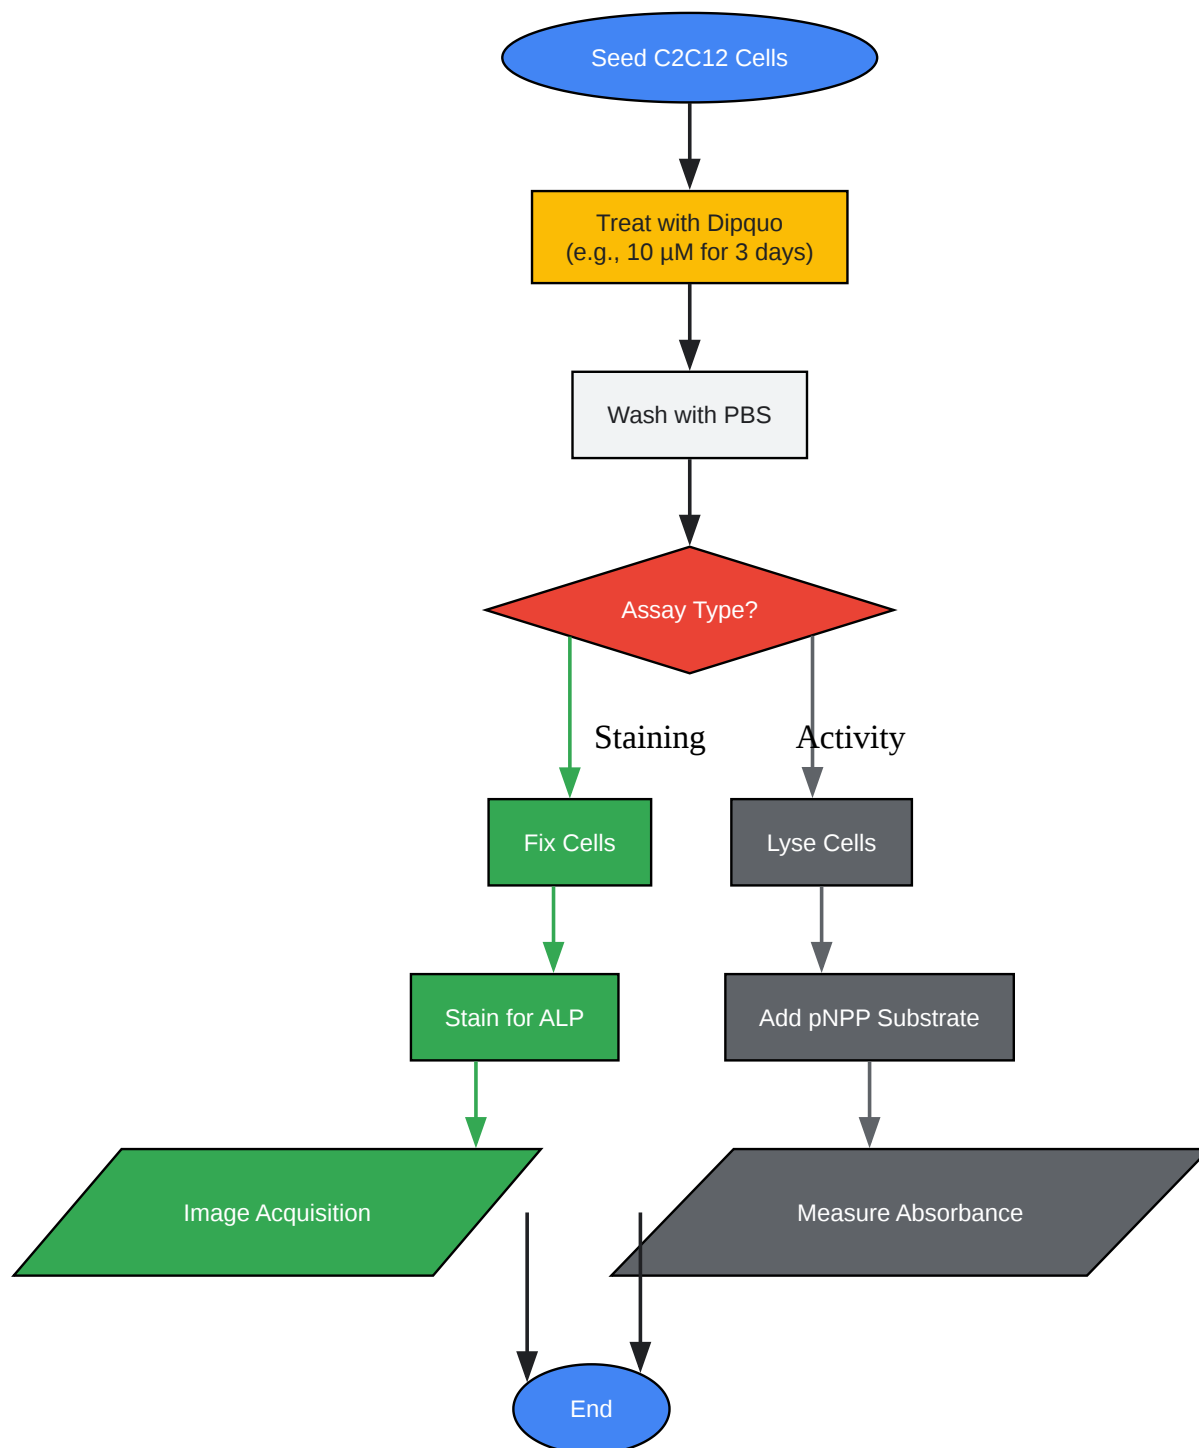 Seed C2C12 Cells
Treat with Dipquo
(e.g., 10 µM for 3 days)
Wash with PBS
Assay Type?
Staining
Activity
Fix Cells
Lyse Cells
Stain for ALP
Add pNPP Substrate
Image Acquisition
Measure Absorbance
End